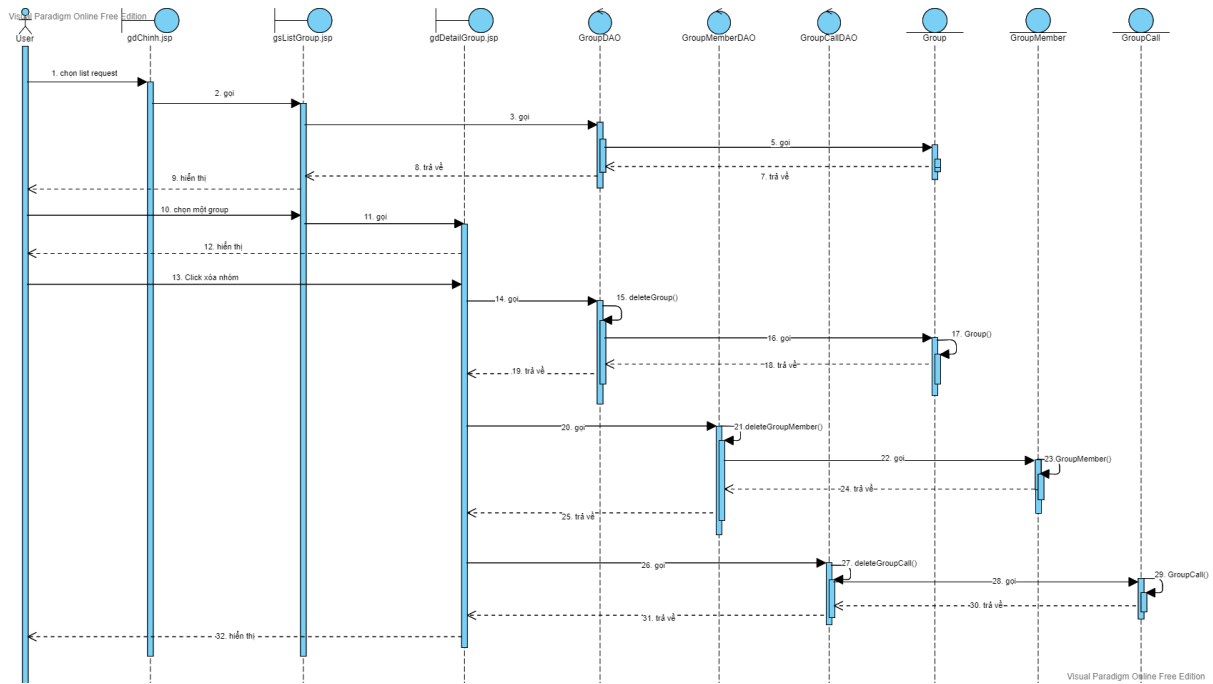 Visual Paradigm Online Free Edition
User
gdChinh.jsp
gsListGroup.jsp
gdDetailGroup.jsp
GroupDAO
GroupMemberDAO
GroupCallDAO
Group
GroupMember
GroupCall
1. chọn list request
2. gọi
3. gọi
5. gọi
7. trả về
8. trả về
9. hiển thị
10. chọn một group
11. gọi
12. hiển thị
13. Click xóa nhóm
14. gọi
15. deleteGroup()
16. gọi
17. Group()
18. trả về
19. trả về
20. gọi
21.deleteGroupMember()
22. gọi
23.GroupMember()
24. trả về
25. trả về
26. gọi
27. deleteGroupCall()
28. gọi
29. GroupCall()
30. trả về
31. trả về
32. hiển thị
Visual Paradigm Online Free Edition